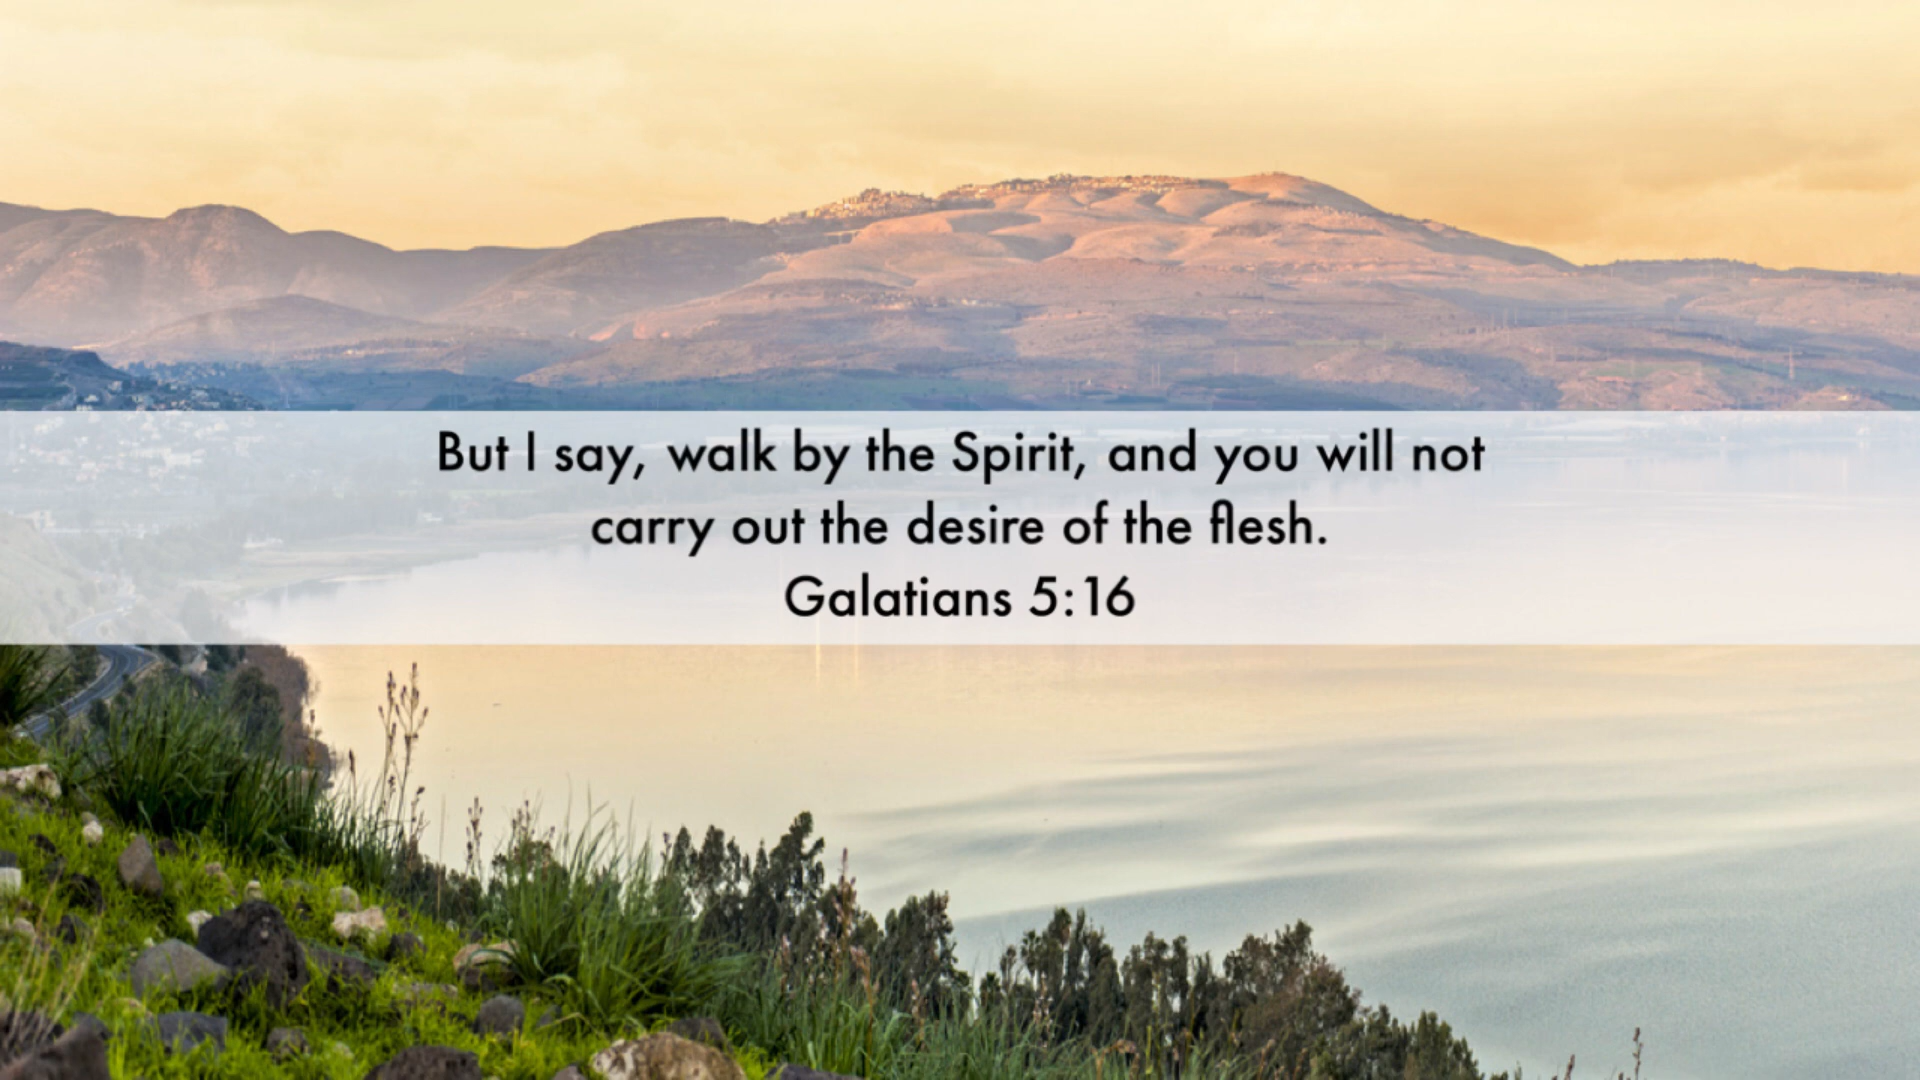 But I say, walk by the Spirit, and you will not
carry out the desire of the flesh.
Galatians 5:16